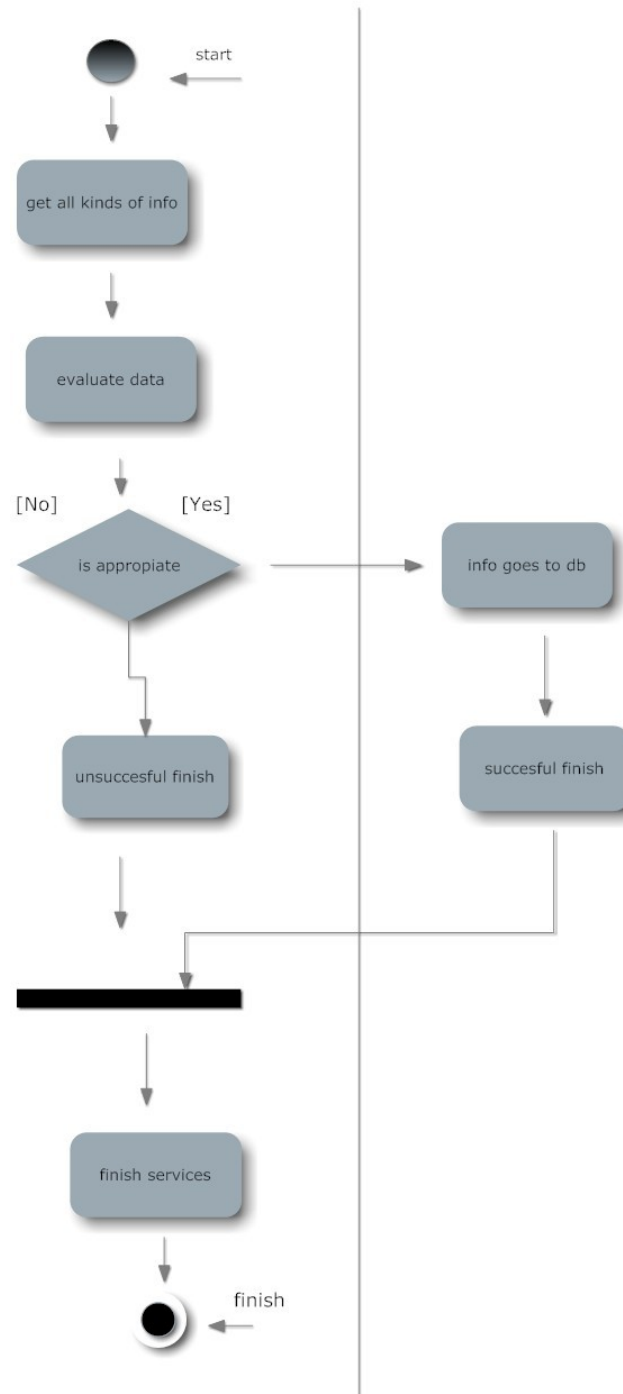 start
get all kinds of info
evaluate data
[No]
[Yes]
is appropiate
info goes to db
unsuccesful finish
succesful finish
finish services
finish